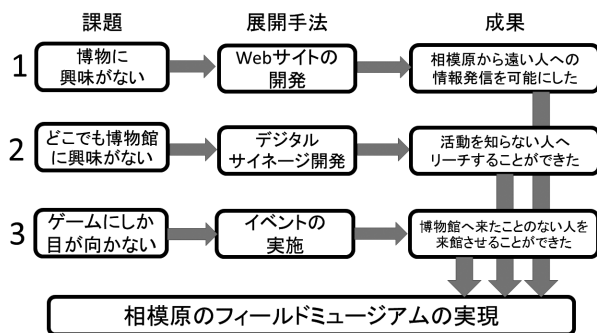 課題
展開手法
成果
1
博物に
興味がない
Webサイトの
開発
相模原から遠い人への
情報発信を可能にした
2
どこでも博物館
に興味がない
デジタル
サイネージ開発
活動を知らない人へ
リーチすることができた
3
ゲームにしか
目が向かない
イベントの
実施
博物館へ来たことのない人を
来館させることができた
相模原のフィールドミュージアムの実現